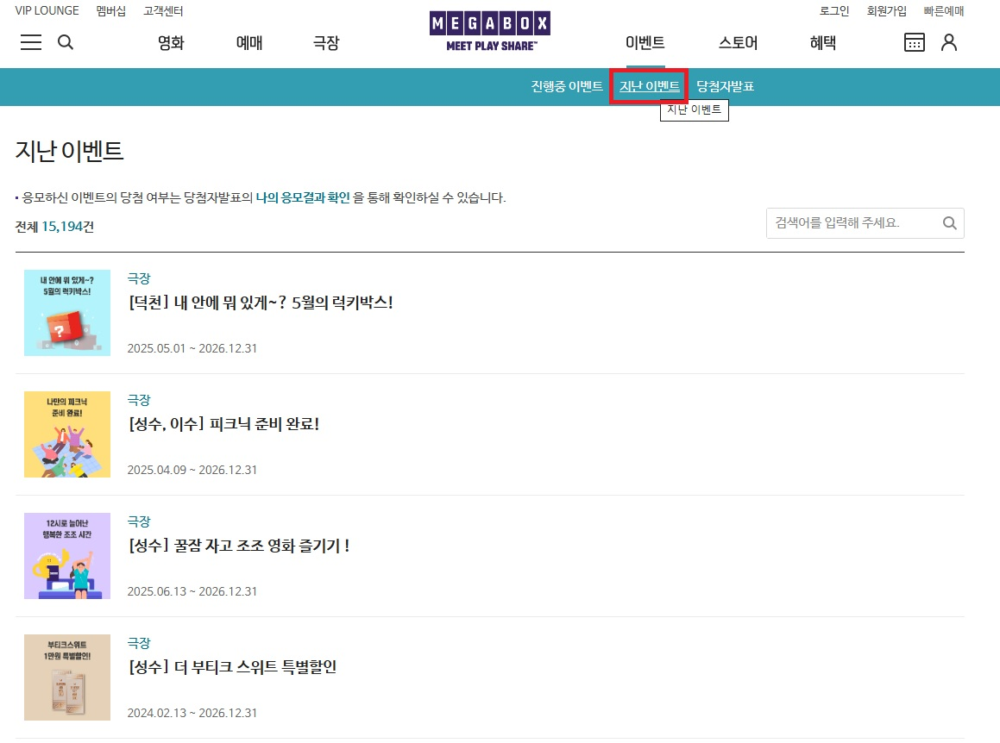 VIP LOUNGE 멤버십 고객센터
로그인 회원가입 빠른예매
MEGABOX
MEET PLAY SHARE™
영화 예매 극장
이벤트 스토어 혜택
진행중 이벤트 지난 이벤트 당첨자발표
지난 이벤트
지난 이벤트
응모하신 이벤트의 당첨 여부는 당첨자발표의 나의 응모결과 확인 을 통해 확인하실 수 있습니다.
전체 15,194건
검색어를 입력해 주세요.
내 안에 뭐 있게~?
5월의 럭키박스!
?
극장
[덕천] 내 안에 뭐 있게~? 5월의 럭키박스!
2025.05.01 ~ 2026.12.31
나만의 피크닉
준비 완료!
극장
[성수, 이수] 피크닉 준비 완료!
2025.04.09 ~ 2026.12.31
12시로 늘어난
행복한 조조 시간
극장
[성수] 꿀잠 자고 조조 영화 즐기기 !
2025.06.13 ~ 2026.12.31
부티크스위트
1만원 특별할인!
극장
[성수] 더 부티크 스위트 특별할인
2024.02.13 ~ 2026.12.31